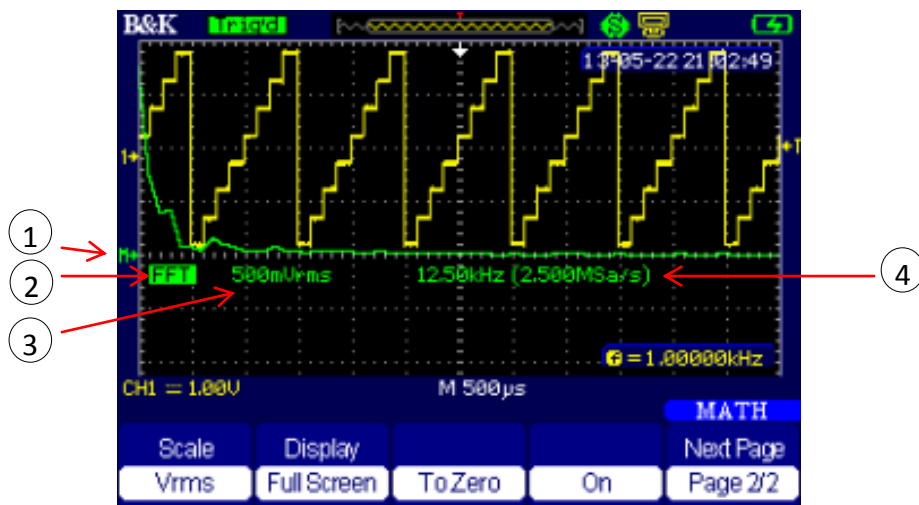 B&K Trig'd
13-05-22 21:02:49
1
T
1
M
2
FFT 500mVrms 12.50kHz (2.500MSa/s)
4
3
f = 1.00000kHz
CH1 = 1.00V M 500µs
MATH
Scale Display Next Page
Vrms Full Screen To Zero On Page 2/2